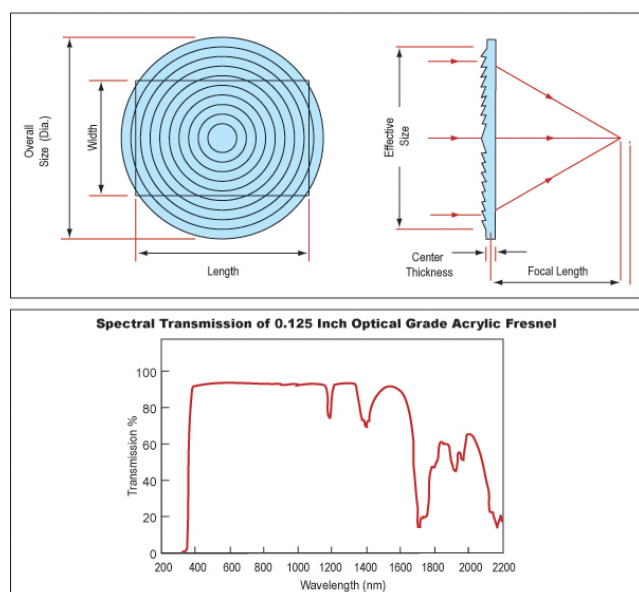 Overall
Size (Dia.)
Width
Length
Effective
Size
Center
Thickness
Focal Length
Spectral Transmission of 0.125 Inch Optical Grade Acrylic Fresnel
Transmission %
100
80
60
40
20
0
200 400 600 800 1000 1200 1400 1600 1800 2000 2200
Wavelength (nm)